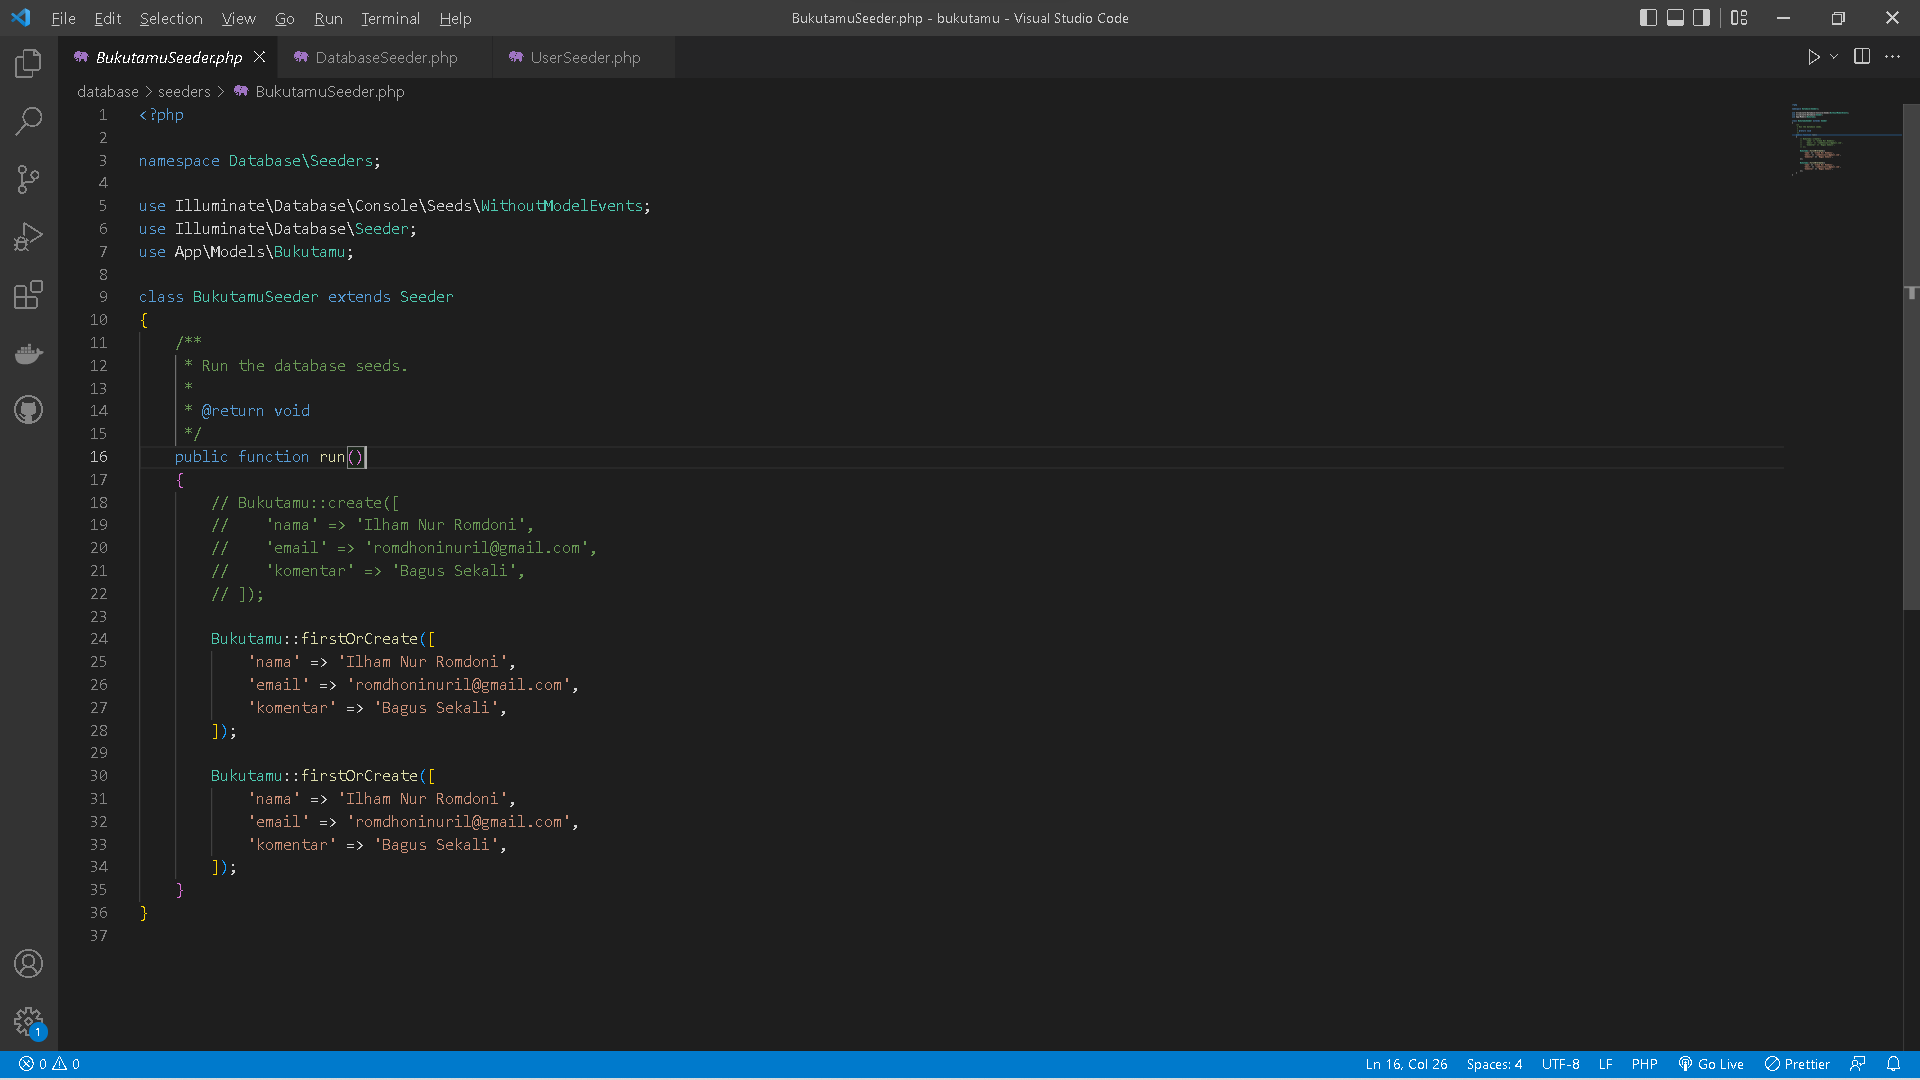 File Edit Selection View Go Run Terminal Help
BukutamuSeeder.php - bukutamu - Visual Studio Code
BukutamuSeeder.php DatabaseSeeder.php UserSeeder.php
database > seeders > BukutamuSeeder.php
1 <?php
2
3 namespace Database\Seeders;
4
5 use Illuminate\Database\Console\Seeds\WithoutModelEvents;
6 use Illuminate\Database\Seeder;
7 use App\Models\Bukutamu;
8
9 class BukutamuSeeder extends Seeder
10 {
11 /**
12 * Run the database seeds.
13 *
14 * @return void
15 */
16 public function run()
17 {
18 // Bukutamu::create([
19 // 'nama' => 'Ilham Nur Romdoni',
20 // 'email' => 'romdhoninuril@gmail.com',
21 // 'komentar' => 'Bagus Sekali',
22 // ]);
23
24 Bukutamu::firstOrCreate([
25 'nama' => 'Ilham Nur Romdoni',
26 'email' => 'romdhoninuril@gmail.com',
27 'komentar' => 'Bagus Sekali',
28 ]);
29
30 Bukutamu::firstOrCreate([
31 'nama' => 'Ilham Nur Romdoni',
32 'email' => 'romdhoninuril@gmail.com',
33 'komentar' => 'Bagus Sekali',
34 ]);
35 }
36 }
37
1
0 0 Ln 16, Col 26 Spaces: 4 UTF-8 LF PHP Go Live Prettier